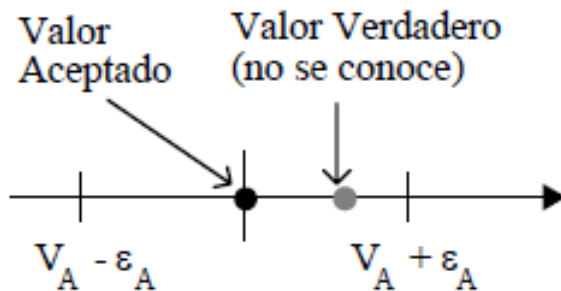 Valor
Aceptado
Valor Verdadero
(no se conoce)
V_A - ε_A
V_A + ε_A